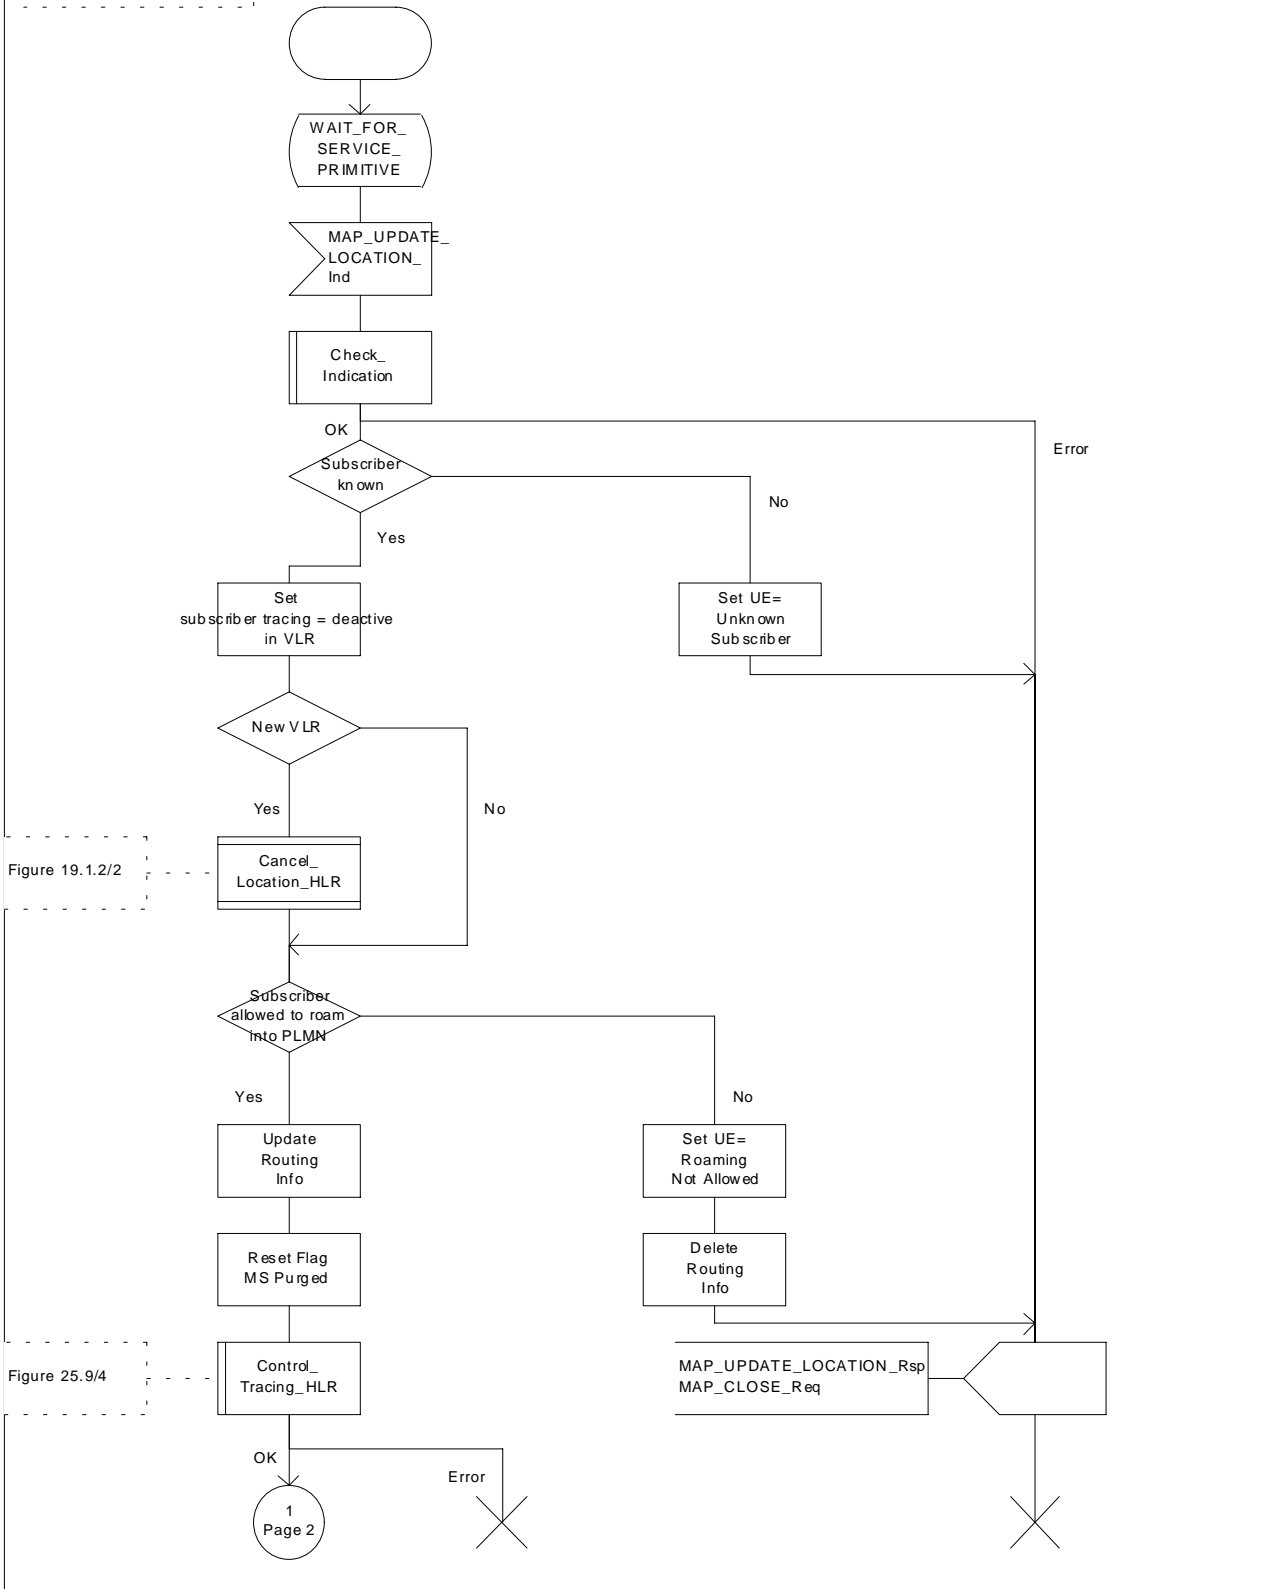 WAIT_FOR_
SERVICE_
PRIMITIVE
MAP_UPDATE_
LOCATION_
Ind
Check_
Indication
OK
Error
Subscriber
known
No
Yes
Set
subscriber tracing = deactive
in VLR
Set UE=
Unknown
Subscriber
New VLR
Yes
No
Figure 19.1.2/2
Cancel_
Location_HLR
Subscriber
allowed to roam
into PLMN
Yes
No
Update
Routing
Info
Set UE=
Roaming
Not Allowed
Reset Flag
MS Purged
Delete
Routing
Info
Figure 25.9/4
Control_
Tracing_HLR
MAP_UPDATE_LOCATION_Rsp
MAP_CLOSE_Req
OK
Error
1
Page 2